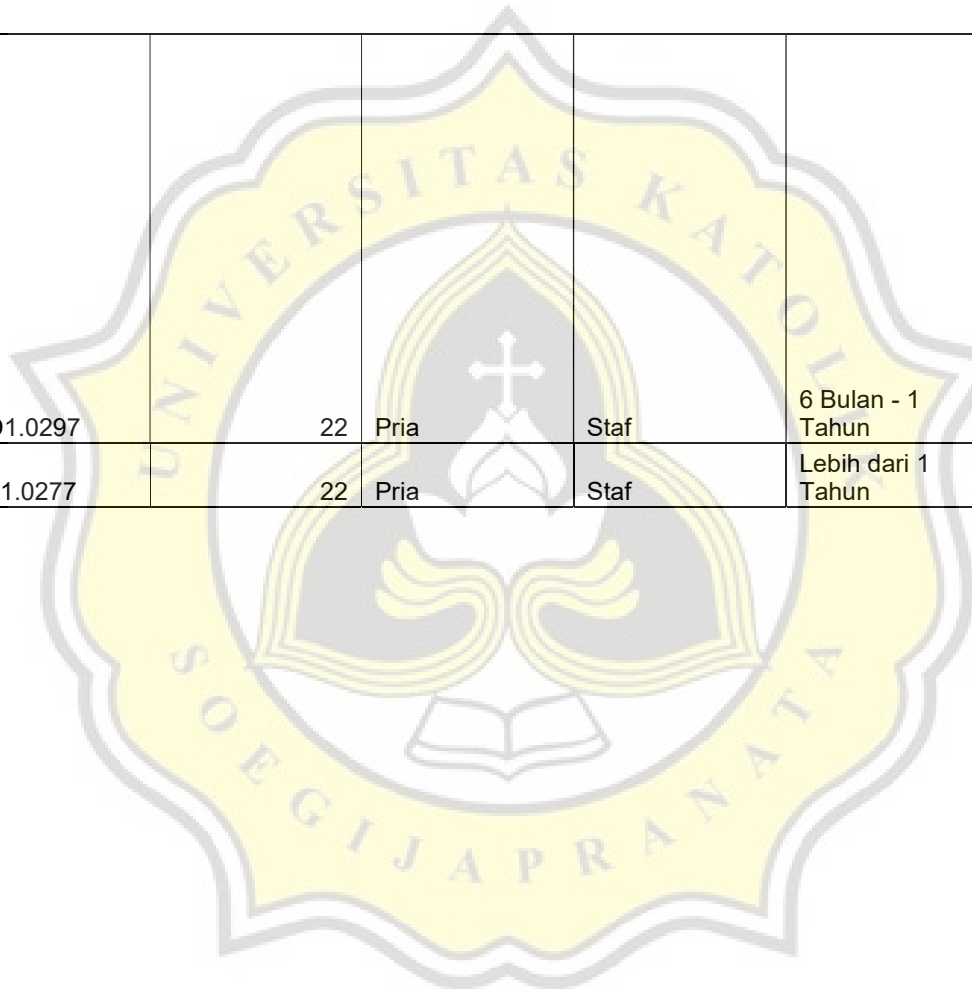 UNIVERSITAS KATOLIK
1.0297 22 Pria Staf 6 Bulan - 1
Tahun
1.0277 22 Pria Staf Lebih dari 1
Tahun
SOEGIJAPRANATA